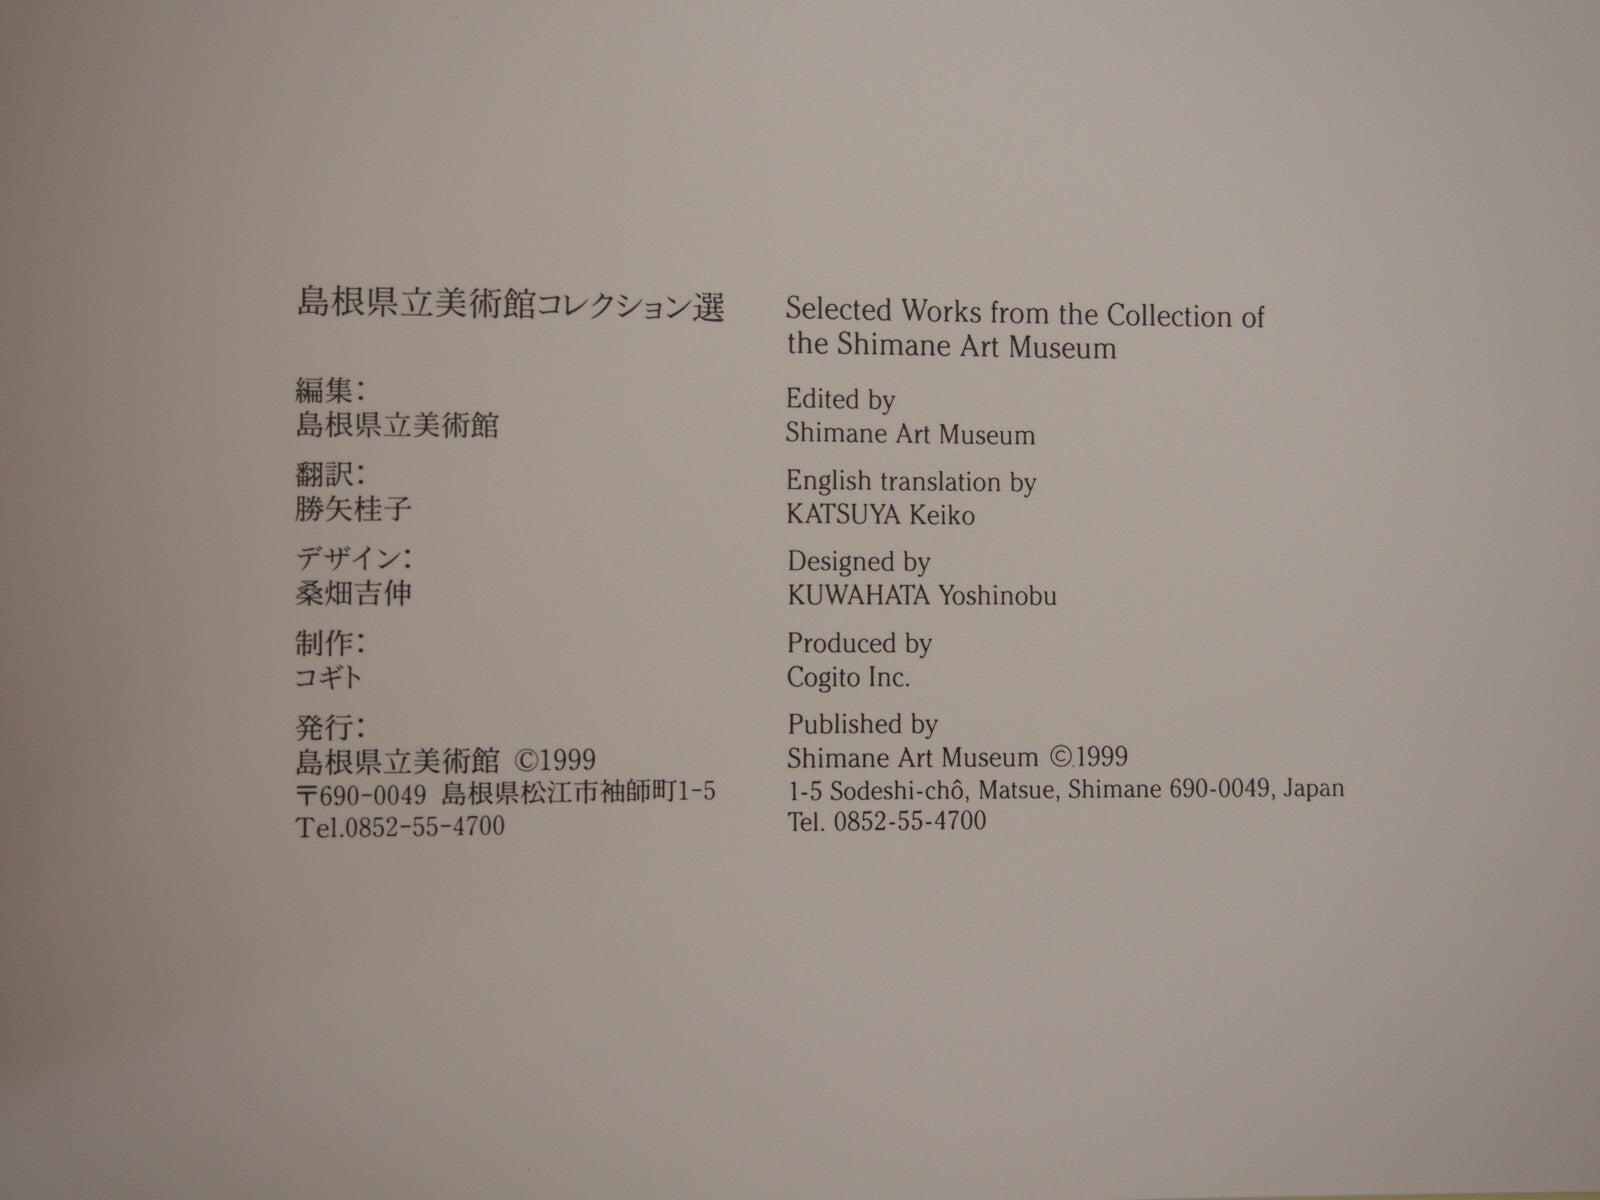 島根県立美術館コレクション選
編集：
島根県立美術館
翻訳：
勝矢桂子
デザイン：
桑畑吉伸
制作：
コギト
発行：
島根県立美術館 ©1999
〒690-0049 島根県松江市袖師町1-5
Tel.0852-55-4700
Selected Works from the Collection of
the Shimane Art Museum
Edited by
Shimane Art Museum
English translation by
KATSUYA Keiko
Designed by
KUWAHATA Yoshinobu
Produced by
Cogito Inc.
Published by
Shimane Art Museum ©1999
1-5 Sodeshi-chô, Matsue, Shimane 690-0049, Japan
Tel. 0852-55-4700